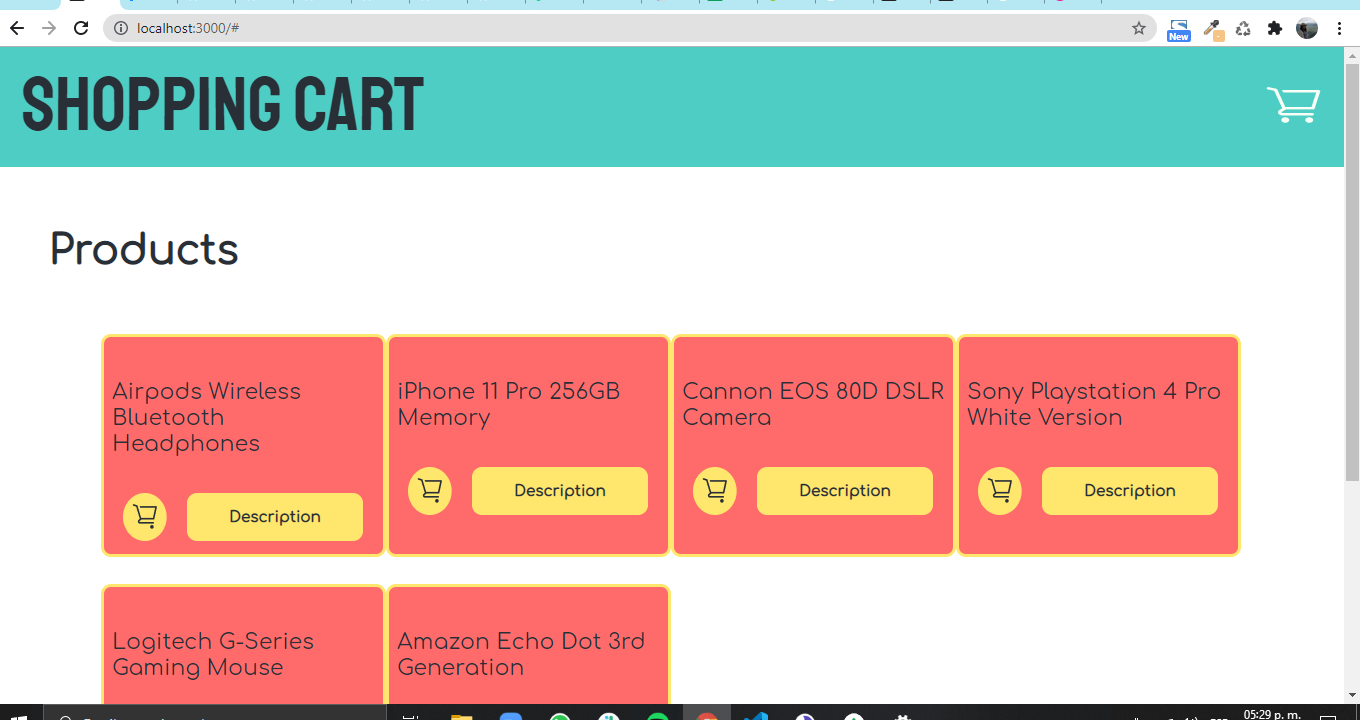 localhost:3000/#
New
SHOPPING CART
Products
Airpods Wireless
Bluetooth
Headphones
Description
iPhone 11 Pro 256GB
Memory
Description
Cannon EOS 80D DSLR
Camera
Description
Sony Playstation 4 Pro
White Version
Description
Logitech G-Series
Gaming Mouse
Amazon Echo Dot 3rd
Generation
05:29 p. m.